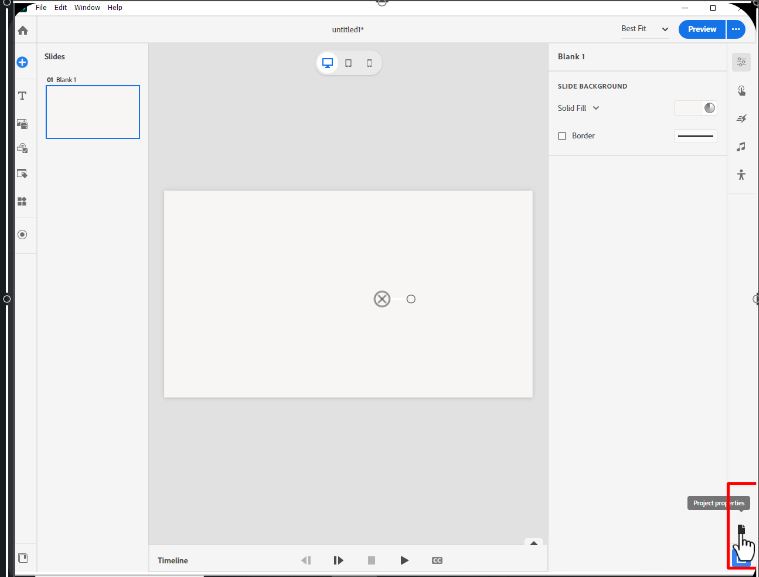 File Edit Window Help
untitled1*
Best Fit
Preview
Slides
01 Blank 1
T
Blank 1
SLIDE BACKGROUND
Solid Fill
Border
Project properties
Timeline
CC